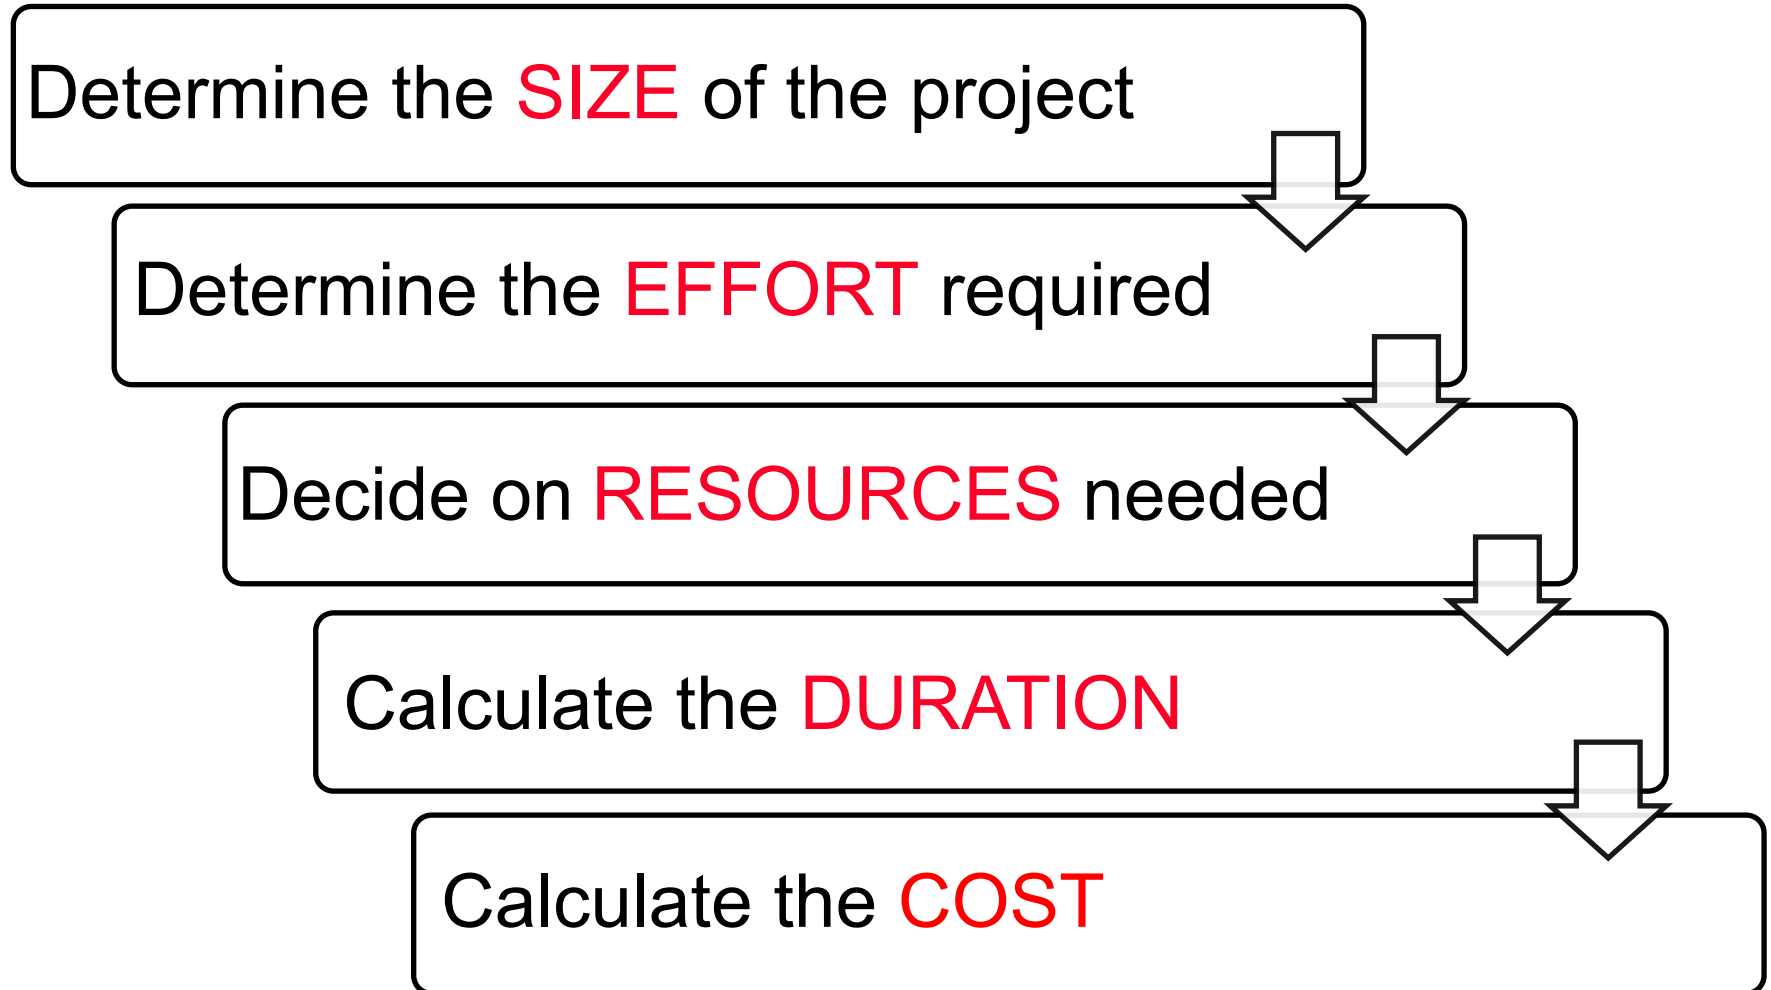 Determine the SIZE of the project
Determine the EFFORT required
Decide on RESOURCES needed
Calculate the DURATION
Calculate the COST